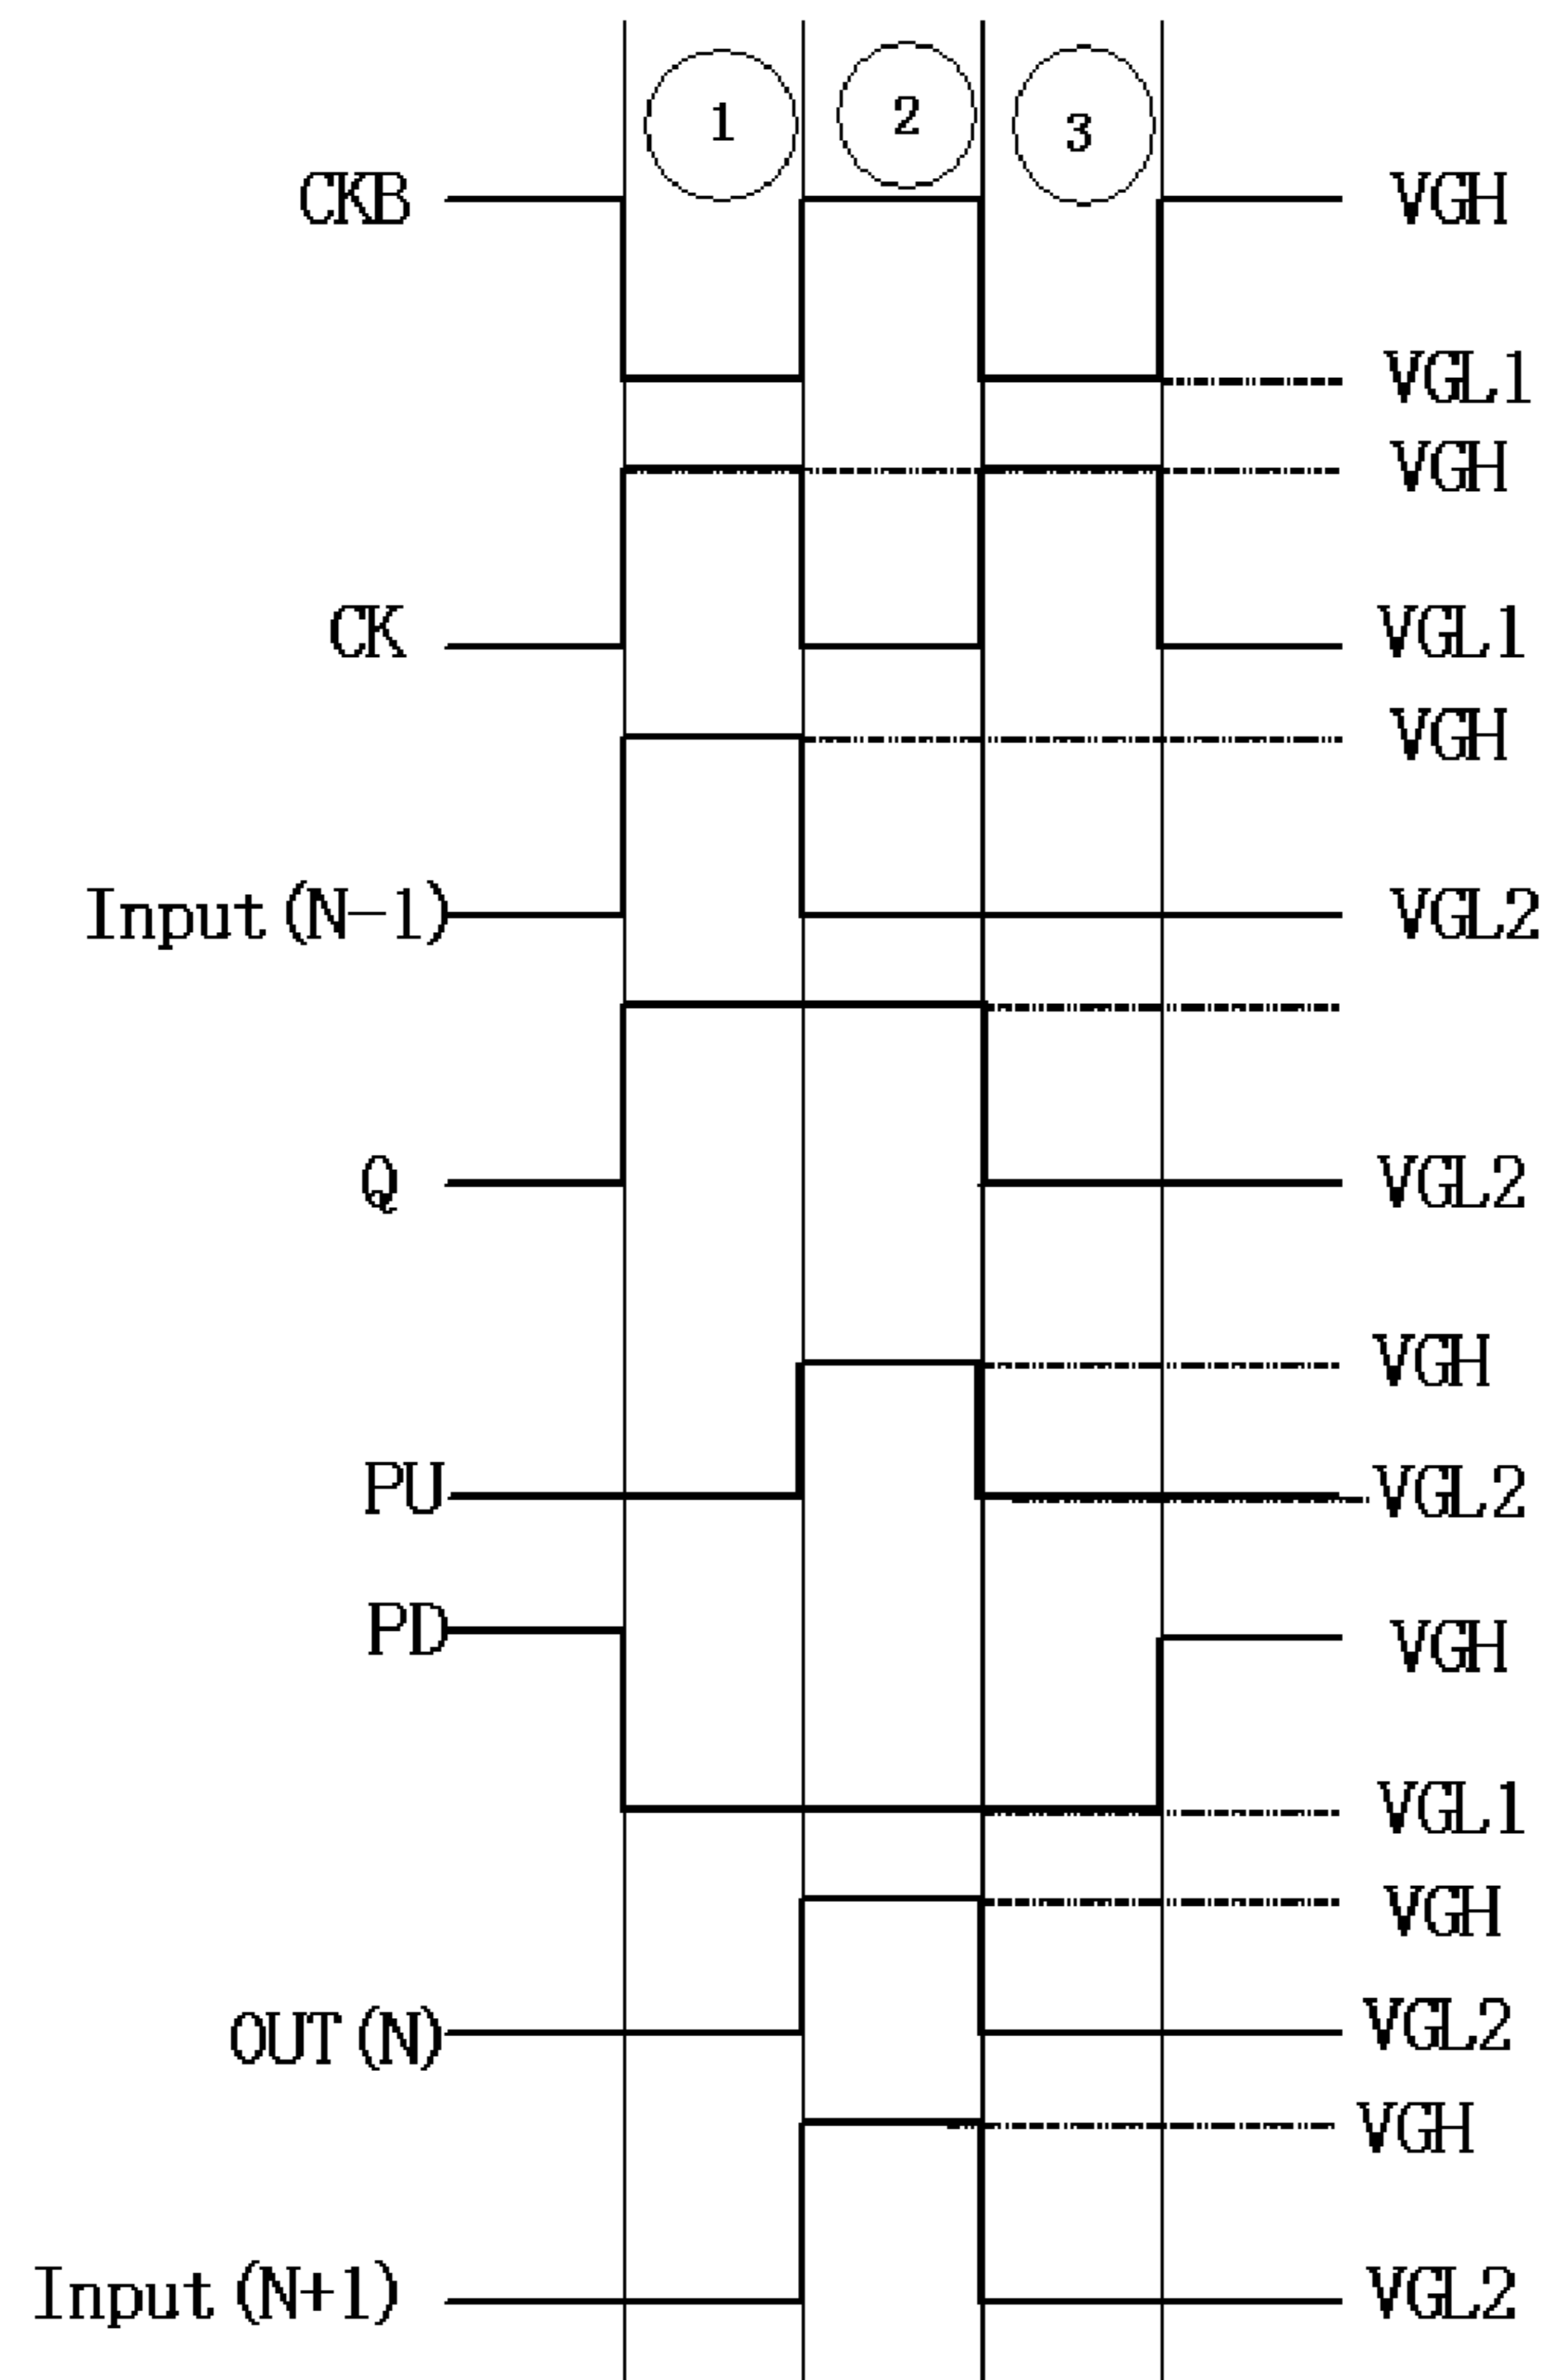 1 2 3
CKB VGH
VGL1
VGH
CK VGL1
VGH
Input(N-1) VGL2
Q VGL2
VGH
PU VGL2
PD VGH
VGL1
VGH
OUT(N) VGL2
VGH
Input(N+1) VGL2